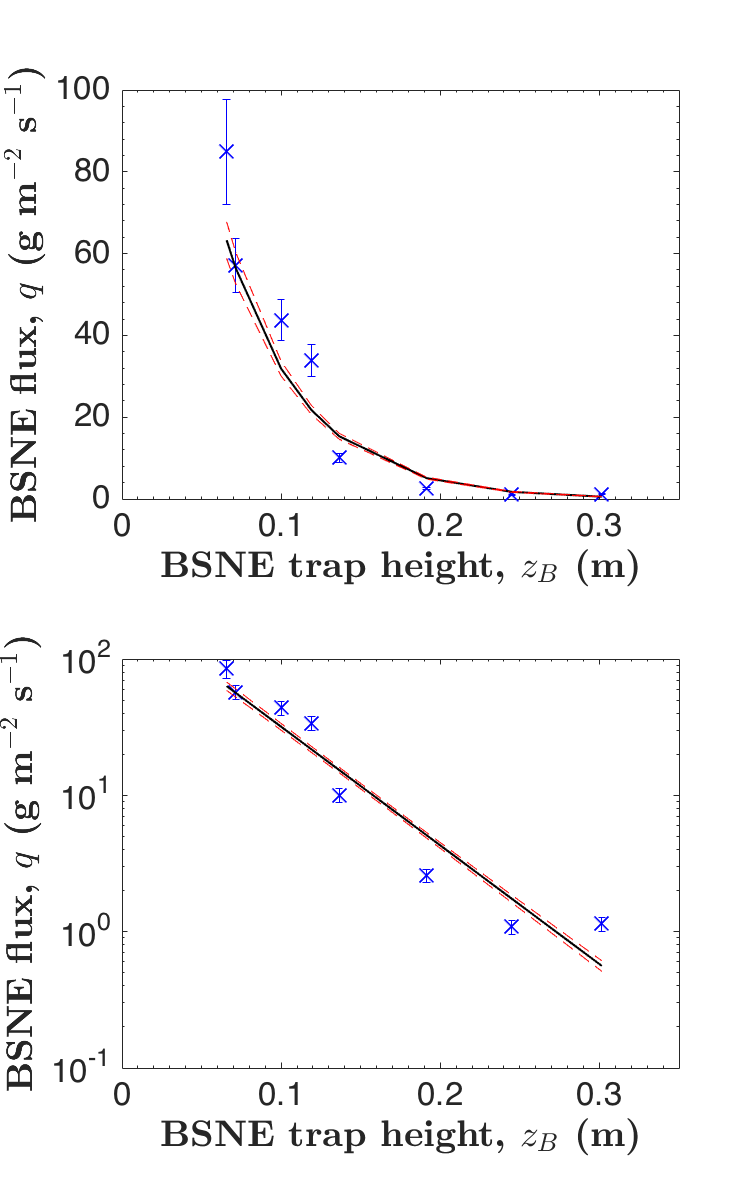 100
80
60
40
20
0
0 0.1 0.2 0.3
BSNE flux, q (g m⁻² s⁻¹)
BSNE trap height, z_B (m)
10²
10¹
10⁰
10⁻¹
0 0.1 0.2 0.3
BSNE flux, q (g m⁻² s⁻¹)
BSNE trap height, z_B (m)